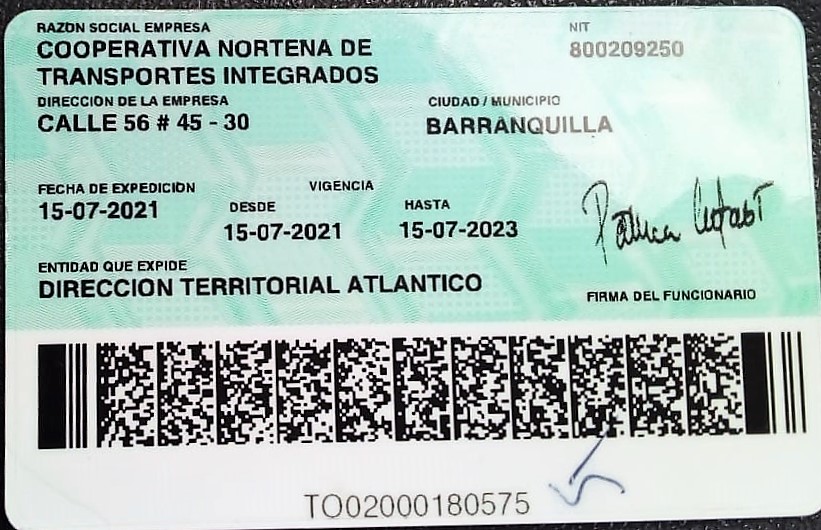 RAZON SOCIAL EMPRESA
COOPERATIVA NORTENA DE
TRANSPORTES INTEGRADOS
NIT
800209250
DIRECCION DE LA EMPRESA
CALLE 56 # 45 - 30
CIUDAD / MUNICIPIO
BARRANQUILLA
FECHA DE EXPEDICIÓN
15-07-2021
VIGENCIA
DESDE
15-07-2021
HASTA
15-07-2023
ENTIDAD QUE EXPIDE
DIRECCION TERRITORIAL ATLANTICO
FIRMA DEL FUNCIONARIO
TO02000180575